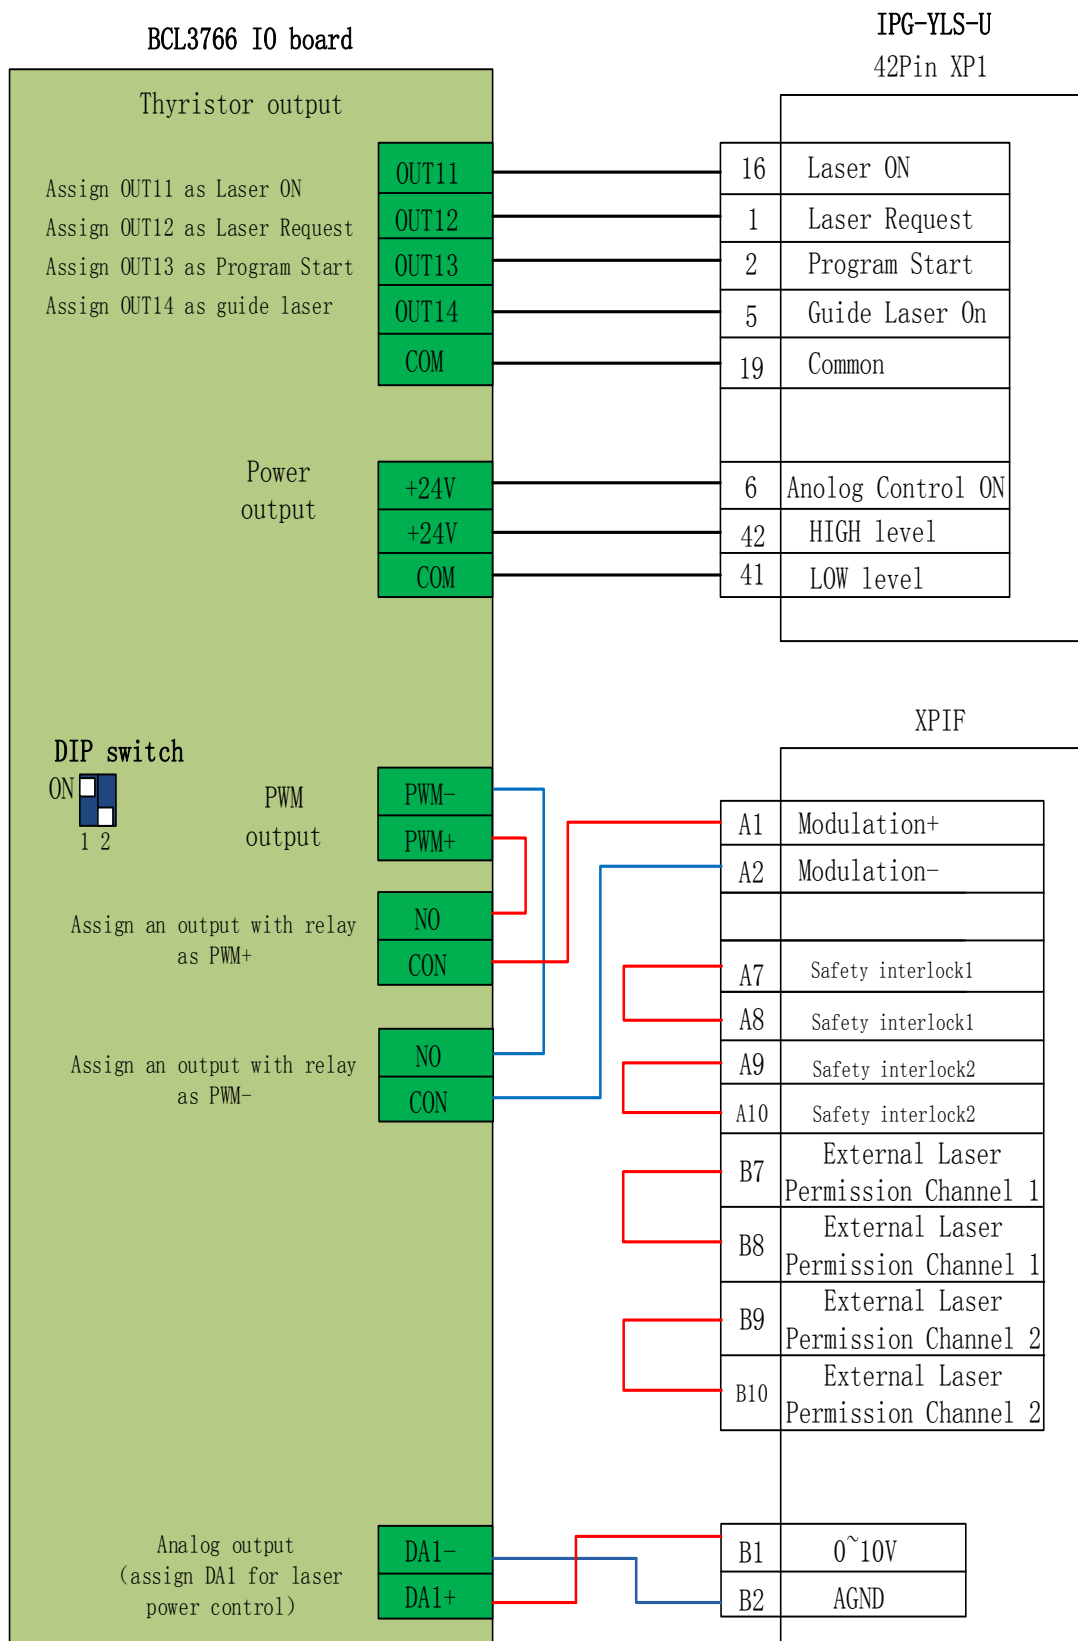 BCL3766 IO board
IPG-YLS-U
42Pin XP1
Thyristor output
Assign OUT11 as Laser ON
Assign OUT12 as Laser Request
Assign OUT13 as Program Start
Assign OUT14 as guide laser
OUT11
OUT12
OUT13
OUT14
COM
16 Laser ON
1 Laser Request
2 Program Start
5 Guide Laser On
19 Common
Power
output
+24V
+24V
COM
6 Anolog Control ON
42 HIGH level
41 LOW level
XPIF
DIP switch
ON
1 2
PWM
output
PWM-
PWM+
Assign an output with relay
as PWM+
NO
CON
Assign an output with relay
as PWM-
NO
CON
A1 Modulation+
A2 Modulation-
A7 Safety interlock1
A8 Safety interlock1
A9 Safety interlock2
A10 Safety interlock2
B7 External Laser
Permission Channel 1
B8 External Laser
Permission Channel 1
B9 External Laser
Permission Channel 2
B10 External Laser
Permission Channel 2
Analog output
(assign DA1 for laser
power control)
DA1-
DA1+
B1 0~10V
B2 AGND